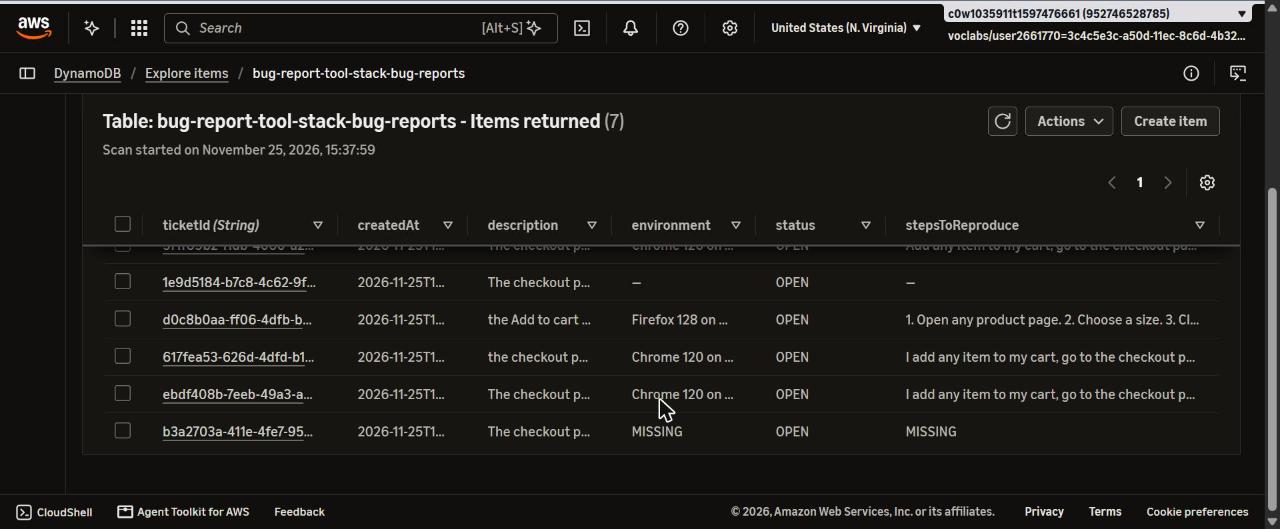 aws
Search [Alt+S]
United States (N. Virginia)
c0w1035911t1597476661 (952746528785)
voclabs/user2661770=3c4c5e3c-a50d-11ec-8c6d-4b32...
DynamoDB / Explore items / bug-report-tool-stack-bug-reports
Table: bug-report-tool-stack-bug-reports - Items returned (7)
Actions
Create item
Scan started on November 25, 2026, 15:37:59
1
ticketId (String) createdAt description environment status stepsToReproduce
1e9d5184-b7c8-4c62-9f... 2026-11-25T1... The checkout p... – OPEN –
d0c8b0aa-ff06-4dfb-b... 2026-11-25T1... the Add to cart ... Firefox 128 on ... OPEN 1. Open any product page. 2. Choose a size. 3. Cl...
617fea53-626d-4dfd-b1... 2026-11-25T1... the checkout p... Chrome 120 on ... OPEN I add any item to my cart, go to the checkout p...
ebdf408b-7eeb-49a3-a... 2026-11-25T1... The checkout p... Chrome 120 on ... OPEN I add any item to my cart, go to the checkout p...
b3a2703a-411e-4fe7-95... 2026-11-25T1... The checkout p... MISSING OPEN MISSING
CloudShell Agent Toolkit for AWS Feedback © 2026, Amazon Web Services, Inc. or its affiliates. Privacy Terms Cookie preferences